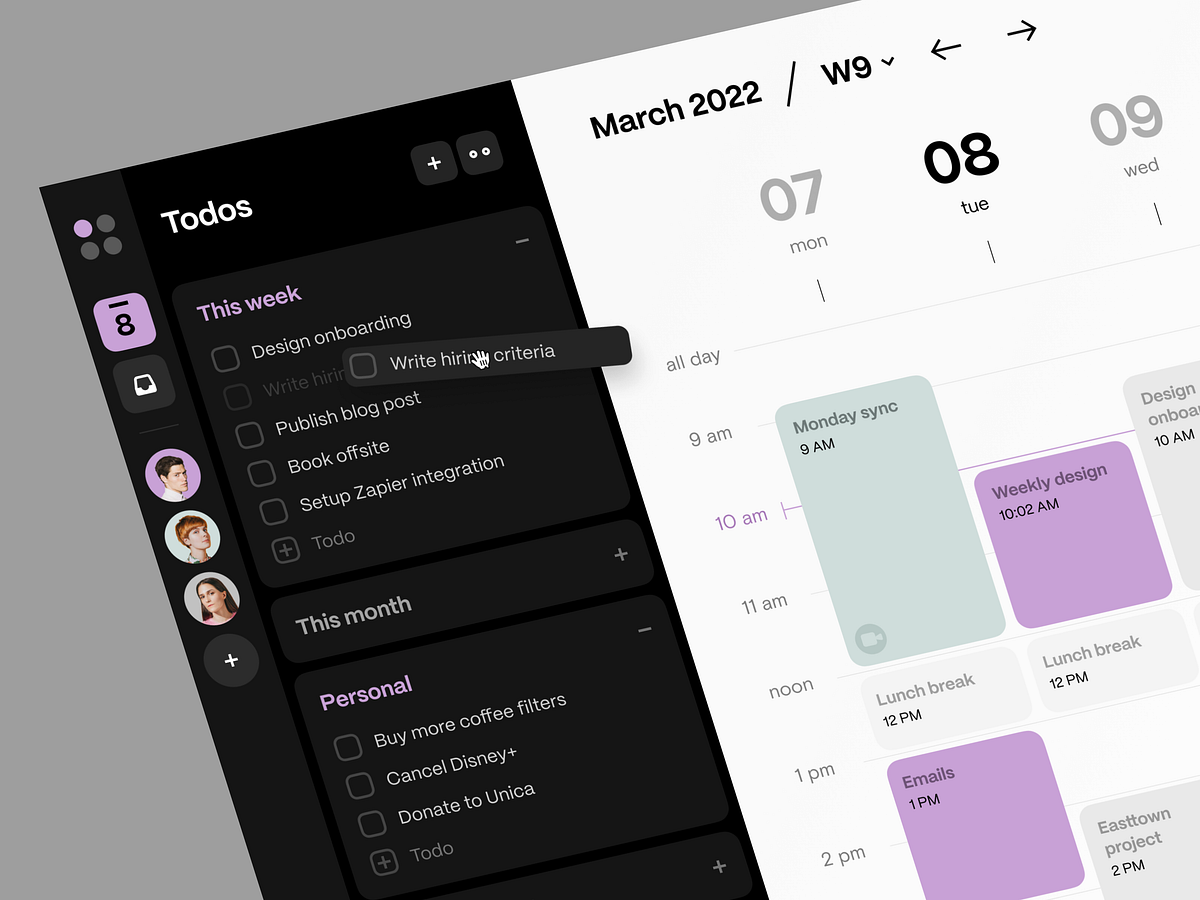 Todos
8
This week
Design onboarding
Write hirin
Write hiring criteria
Publish blog post
Book offsite
Setup Zapier integration
Todo
This month
Personal
Buy more coffee filters
Cancel Disney+
Donate to Unica
Todo
March 2022 / W9
07
mon
08
tue
09
wed
all day
9 am
10 am
11 am
noon
1 pm
2 pm
Monday sync
9 AM
Lunch break
12 PM
Emails
1 PM
Weekly design
10:02 AM
Lunch break
12 PM
Easttown
project
2 PM
Design
10 AM